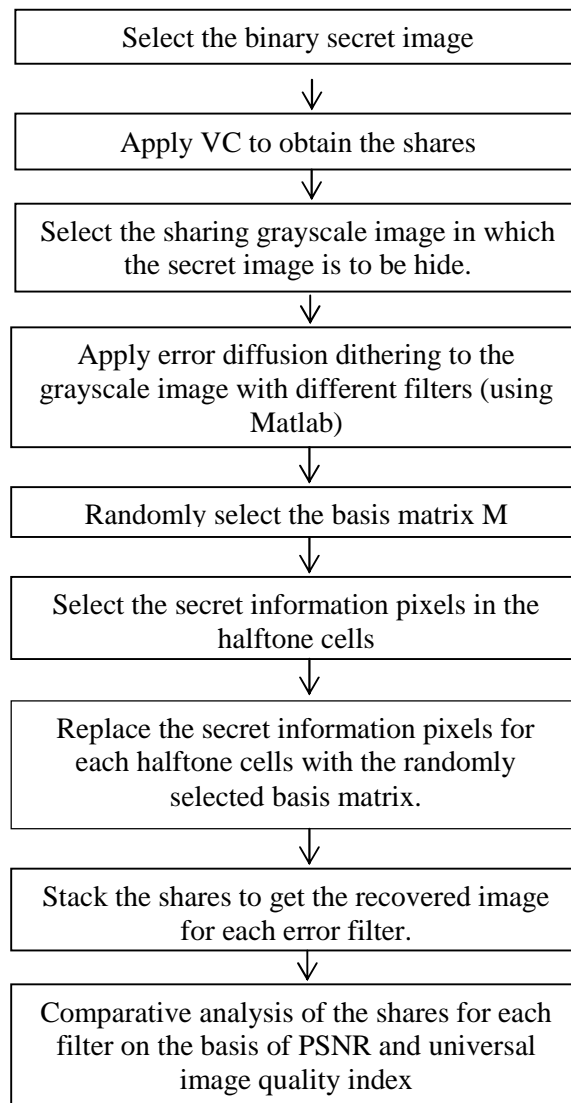 Select the binary secret image
Apply VC to obtain the shares
Select the sharing grayscale image in which
the secret image is to be hide.
Apply error diffusion dithering to the
grayscale image with different filters (using
Matlab)
Randomly select the basis matrix M
Select the secret information pixels in the
halftone cells
Replace the secret information pixels for
each halftone cells with the randomly
selected basis matrix.
Stack the shares to get the recovered image
for each error filter.
Comparative analysis of the shares for each
filter on the basis of PSNR and universal
image quality index